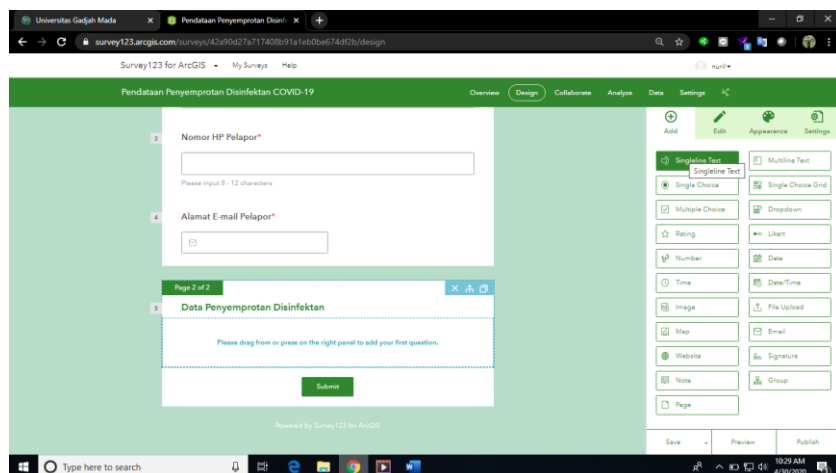 Universitas Gadjah Mada
Pendataan Penyemprotan Disinf
survey123.arcgis.com/surveys/42a90d27a717408b91a1eb0be674df2b/design
Survey123 for ArcGIS My Surveys Help nuril
Pendataan Penyemprotan Disinfektan COVID-19 Overview Design Collaborate Analyze Data Settings
Add Edit Appearance Settings
3 Nomor HP Pelapor*
Please input 8 - 12 characters
4 Alamat E-mail Pelapor*
Page 2 of 2
5 Data Penyemprotan Disinfektan
Please drag from or press on the right panel to add your first question.
Submit
Powered by Survey123 for ArcGIS
Singleline Text Multiline Text
Singleline Text
Single Choice Single Choice Grid
Multiple Choice Dropdown
Rating Likert
Number Date
Time Date/Time
Image File Upload
Map Email
Website Signature
Note Group
Page
Save Preview Publish
Type here to search
10:29 AM
4/30/2020